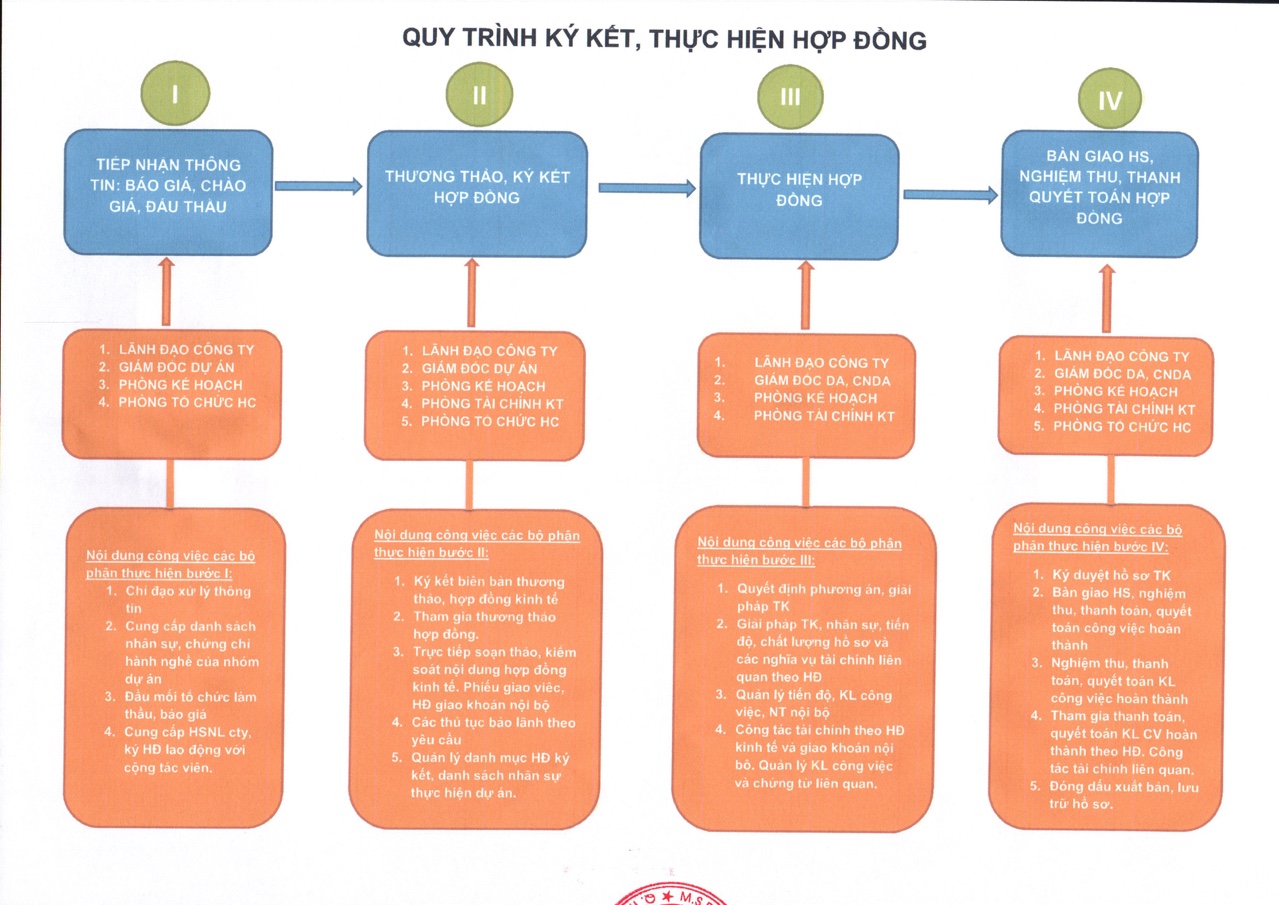 QUY TRÌNH KÝ KẾT, THỰC HIỆN HỢP ĐỒNG
I
TIẾP NHẬN THÔNG
TIN: BÁO GIÁ, CHÀO
GIÁ, ĐẤU THẦU
II
THƯƠNG THẢO, KÝ KẾT
HỢP ĐỒNG
III
THỰC HIỆN HỢP
ĐỒNG
IV
BÀN GIAO HS,
NGHIỆM THU, THANH
QUYẾT TOÁN HỢP
ĐỒNG
1. LÃNH ĐẠO CÔNG TY
2. GIÁM ĐỐC DỰ ÁN
3. PHÒNG KẾ HOẠCH
4. PHÒNG TỔ CHỨC HC
1. LÃNH ĐẠO CÔNG TY
2. GIÁM ĐỐC DỰ ÁN
3. PHÒNG KẾ HOẠCH
4. PHÒNG TÀI CHÍNH KT
5. PHÒNG TỔ CHỨC HC
1. LÃNH ĐẠO CÔNG TY
2. GIÁM ĐỐC DA, CNDA
3. PHÒNG KẾ HOẠCH
4. PHÒNG TÀI CHÍNH KT
1. LÃNH ĐẠO CÔNG TY
2. GIÁM ĐỐC DA, CNDA
3. PHÒNG KẾ HOẠCH
4. PHÒNG TÀI CHÍNH KT
5. PHÒNG TỔ CHỨC HC
Nội dung công việc các bộ
phận thực hiện bước I:
1. Chỉ đạo xử lý thông
tin
2. Cung cấp danh sách
nhân sự, chứng chỉ
hành nghề của nhóm
dự án
3. Đầu mối tổ chức làm
thầu, báo giá
4. Cung cấp HSNL cty,
ký HĐ lao động với
cộng tác viên.
Nội dung công việc các bộ phận
thực hiện bước II:
1. Ký kết biên bản thương
thảo, hợp đồng kinh tế
2. Tham gia thương thảo
hợp đồng.
3. Trực tiếp soạn thảo, kiểm
soát nội dung hợp đồng
kinh tế. Phiếu giao việc,
HĐ giao khoán nội bộ
4. Các thủ tục bảo lãnh theo
yêu cầu
5. Quản lý danh mục HĐ ký
kết, danh sách nhân sự
thực hiện dự án.
Nội dung công việc các bộ phận
thực hiện bước III:
1. Quyết định phương án, giải
pháp TK
2. Giải pháp TK, nhân sự, tiến
độ, chất lượng hồ sơ và
các nghĩa vụ tài chính liên
quan theo HĐ
3. Quản lý tiến độ, KL công
việc, NT nội bộ
4. Công tác tài chính theo HĐ
kinh tế và giao khoán nội
bộ. Quản lý KL công việc
và chứng từ liên quan.
Nội dung công việc các bộ
phận thực hiện bước IV:
1. Ký duyệt hồ sơ TK
2. Bàn giao HS, nghiệm
thu, thanh toán, quyết
toán công việc hoàn
thành
3. Nghiệm thu, thanh
toán, quyết toán KL
công việc hoàn thành
4. Tham gia thanh toán,
quyết toán KL CV hoàn
thành theo HĐ. Công
tác tài chính liên quan.
5. Đóng dấu xuất bản, lưu
trữ hồ sơ.